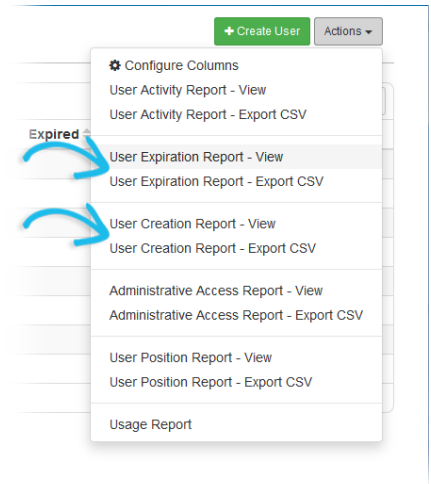 + Create User Actions
Configure Columns
User Activity Report - View
User Activity Report - Export CSV
Expired
User Expiration Report - View
User Expiration Report - Export CSV
User Creation Report - View
User Creation Report - Export CSV
Administrative Access Report - View
Administrative Access Report - Export CSV
User Position Report - View
User Position Report - Export CSV
Usage Report